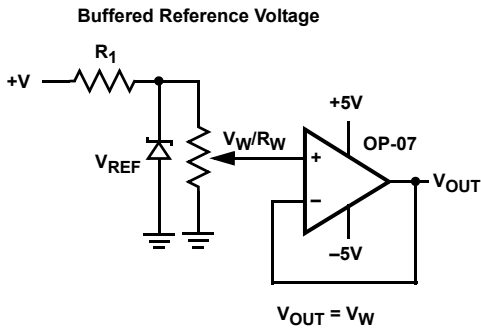 Buffered Reference Voltage
R1
+V
+5V
VW/RW
OP-07
+
VREF
VOUT
–
–5V
VOUT = VW